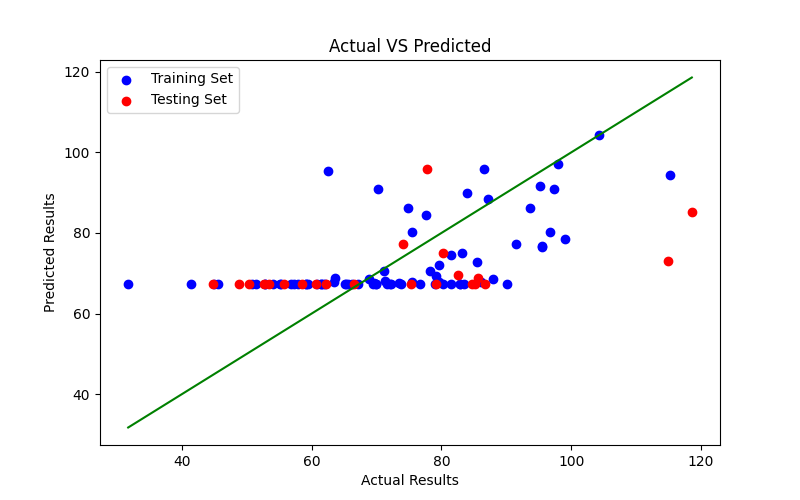 Actual VS Predicted
Training Set
Testing Set
Predicted Results
120
100
80
60
40
40 60 80 100 120
Actual Results